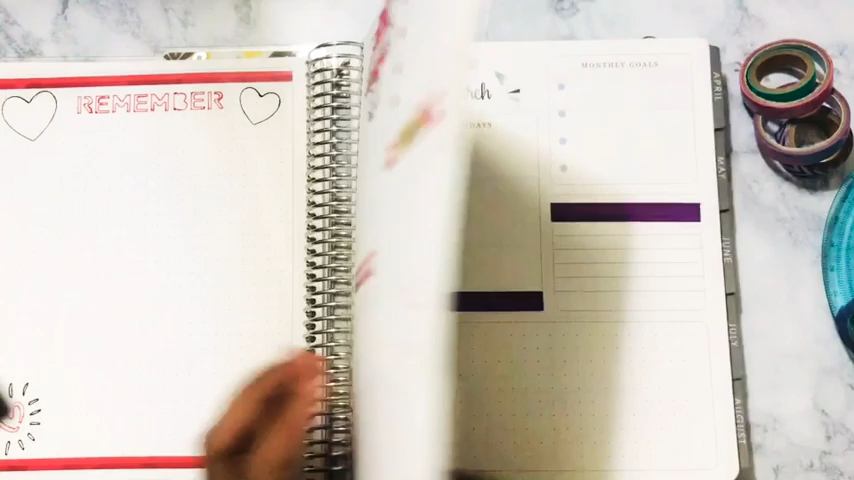 REMEMBER
MONTHLY GOALS
APRIL
MAY
JUNE
JULY
AUGUST